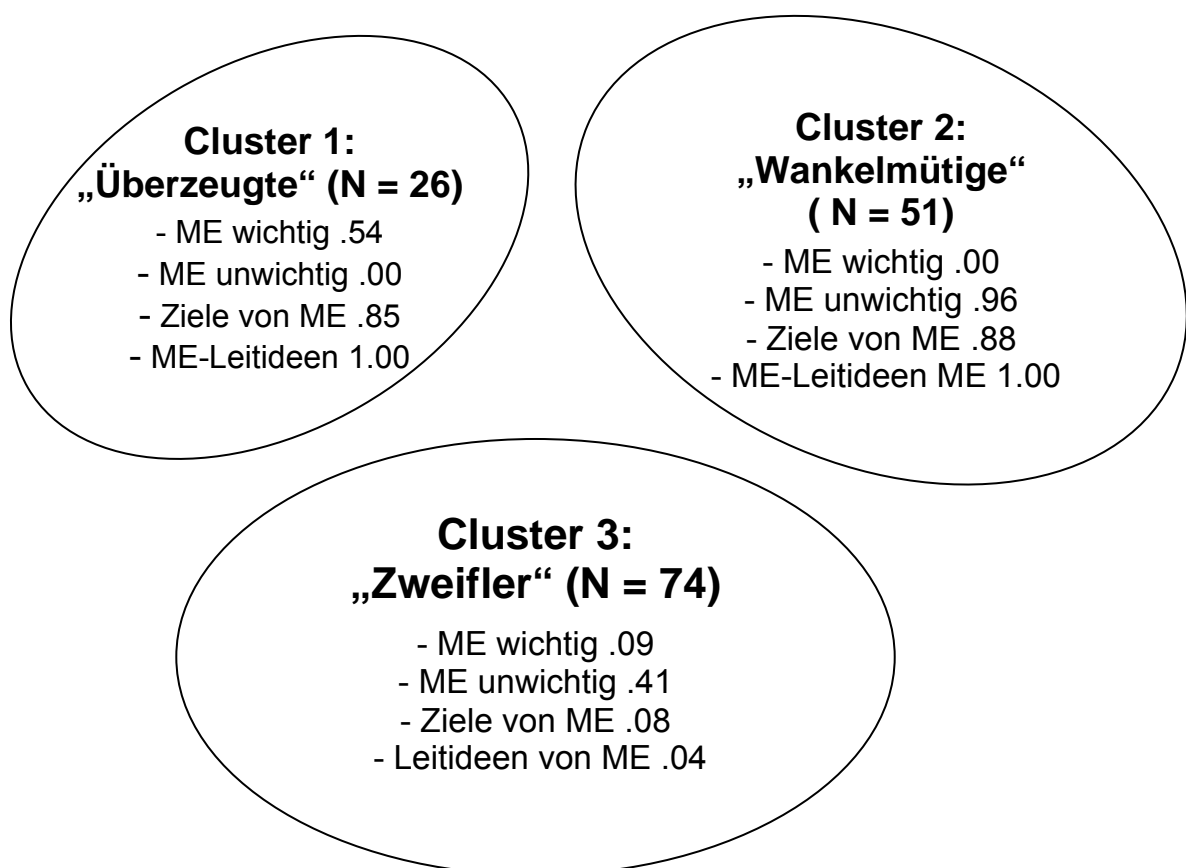 Cluster 1:
„Überzeugte“ (N = 26)
- ME wichtig .54
- ME unwichtig .00
- Ziele von ME .85
- ME-Leitideen 1.00
Cluster 2:
„Wankelmütige“
( N = 51)
- ME wichtig .00
- ME unwichtig .96
- Ziele von ME .88
- ME-Leitideen ME 1.00
Cluster 3:
„Zweifler“ (N = 74)
- ME wichtig .09
- ME unwichtig .41
- Ziele von ME .08
- Leitideen von ME .04